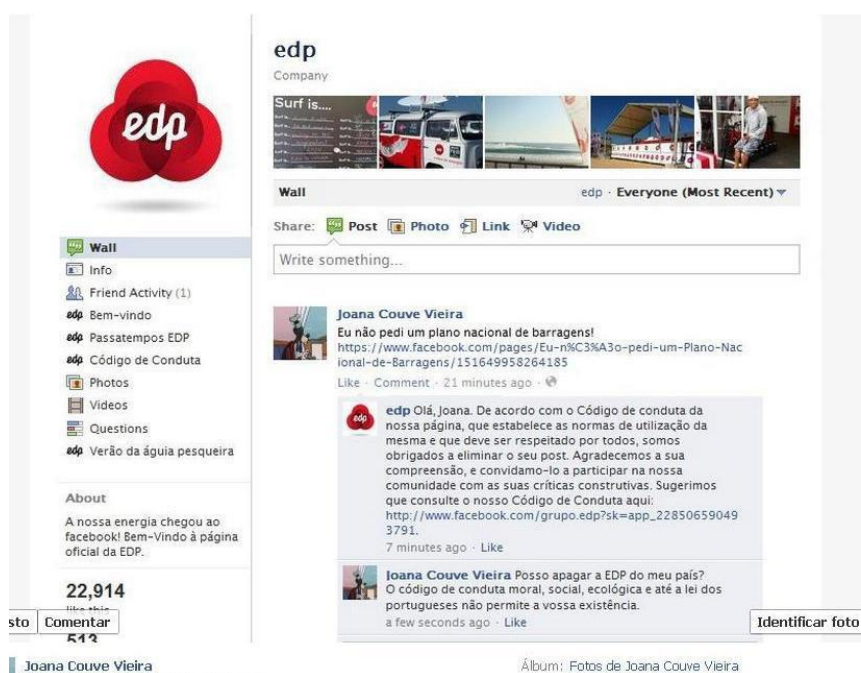 edp
edp
Company
Surf is....
Wall
edp · Everyone (Most Recent)
Share: Post Photo Link Video
Write something...
Wall
Info
Friend Activity (1)
edp Bem-vindo
edp Passatempos EDP
edp Código de Conduta
Photos
Videos
Questions
edp Verão da águia pesqueira
About
A nossa energia chegou ao
facebook! Bem-Vindo à página
oficial da EDP.
22,914
like this
513
Joana Couve Vieira
Eu não pedi um plano nacional de barragens!
https://www.facebook.com/pages/Eu-n%C3%A3o-pedi-um-Plano-Nac
ional-de-Barragens/151649958264185
Like · Comment · 21 minutes ago ·
edp Olá, Joana. De acordo com o Código de conduta da
nossa página, que estabelece as normas de utilização da
mesma e que deve ser respeitado por todos, somos
obrigados a eliminar o seu post. Agradecemos a sua
compreensão, e convidamo-lo a participar na nossa
comunidade com as suas críticas construtivas. Sugerimos
que consulte o nosso Código de Conduta aqui:
http://www.facebook.com/grupo.edp?sk=app_22850659049
3791.
7 minutes ago · Like
Joana Couve Vieira Posso apagar a EDP do meu país?
O código de conduta moral, social, ecológica e até a lei dos
portugueses não permite a vossa existência.
a few seconds ago · Like
sto Comentar
Identificar foto
Joana Couve Vieira
Álbum: Fotos de Joana Couve Vieira